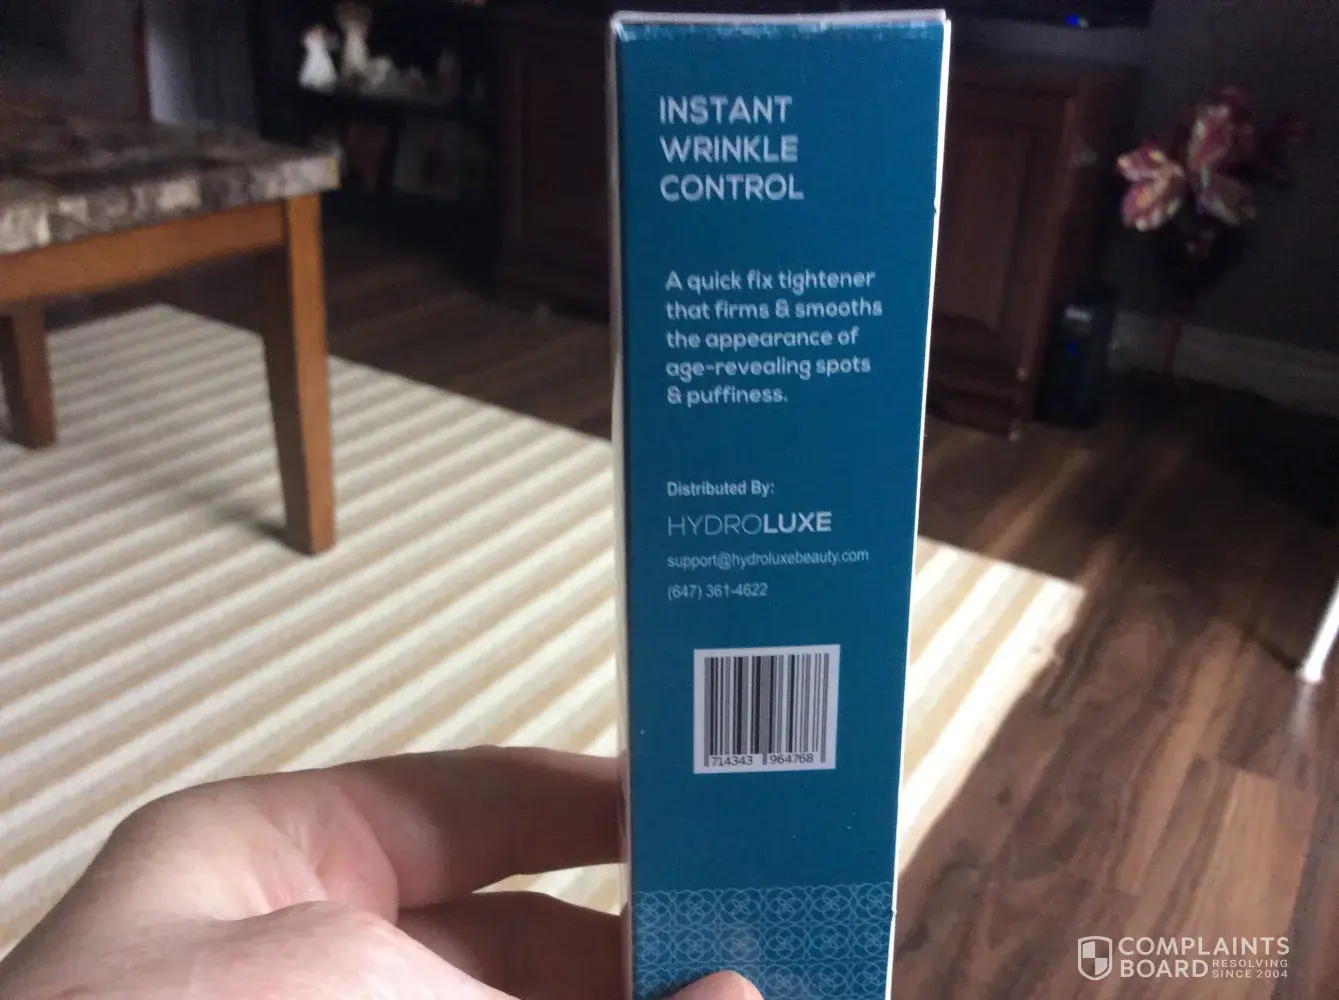 INSTANT
WRINKLE
CONTROL
A quick fix tightener
that firms & smooths
the appearance of
age-revealing spots
& puffiness.
Distributed By:
HYDROLUXE
support@hydroluxebeauty.com
(647) 361-4622
714343 964768
COMPLAINTS
BOARD RESOLVING
SINCE 2004